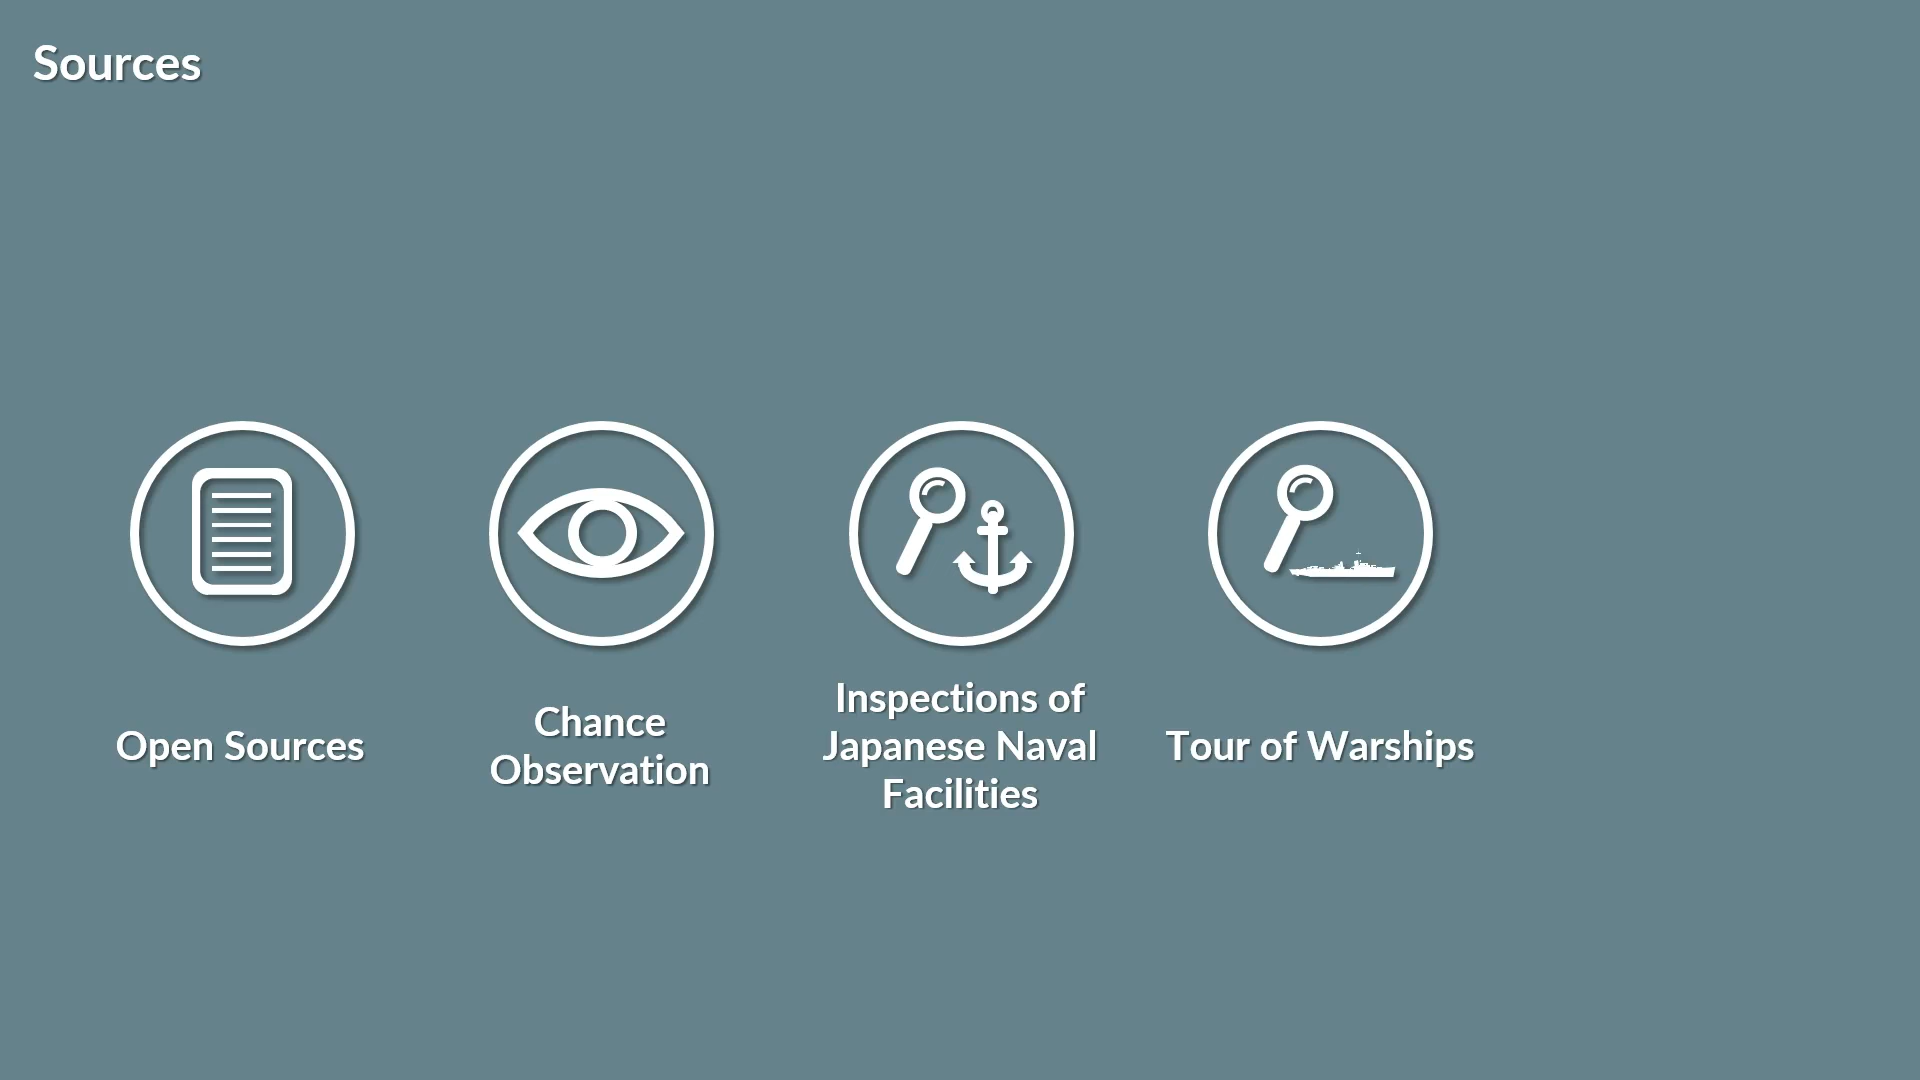 Sources
Open Sources
Chance
Observation
Inspections of
Japanese Naval
Facilities
Tour of Warships